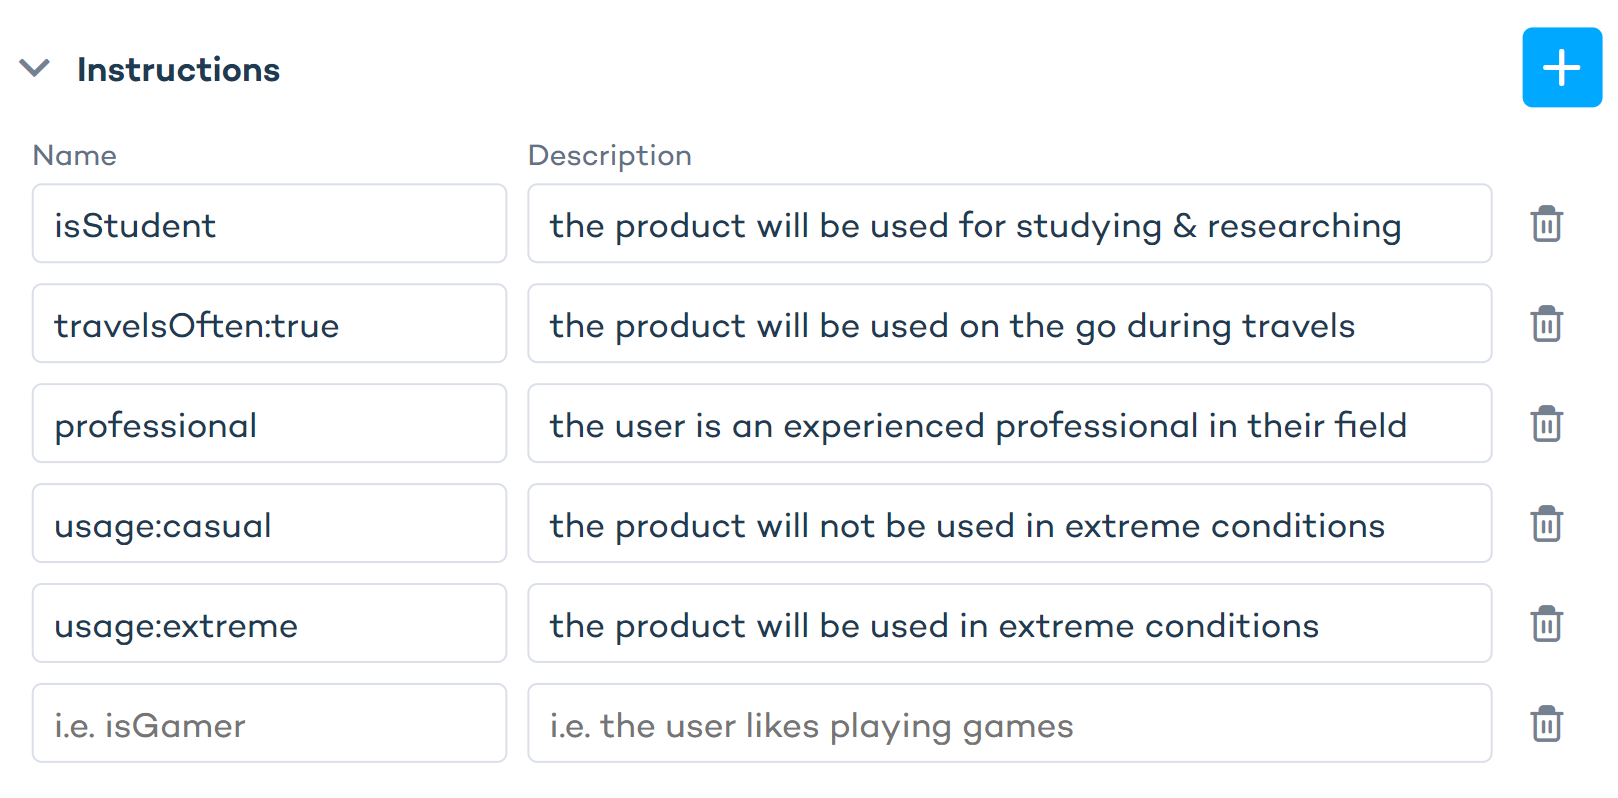 Instructions
Name Description
isStudent the product will be used for studying & researching
travelsOften:true the product will be used on the go during travels
professional the user is an experienced professional in their field
usage:casual the product will not be used in extreme conditions
usage:extreme the product will be used in extreme conditions
i.e. isGamer i.e. the user likes playing games